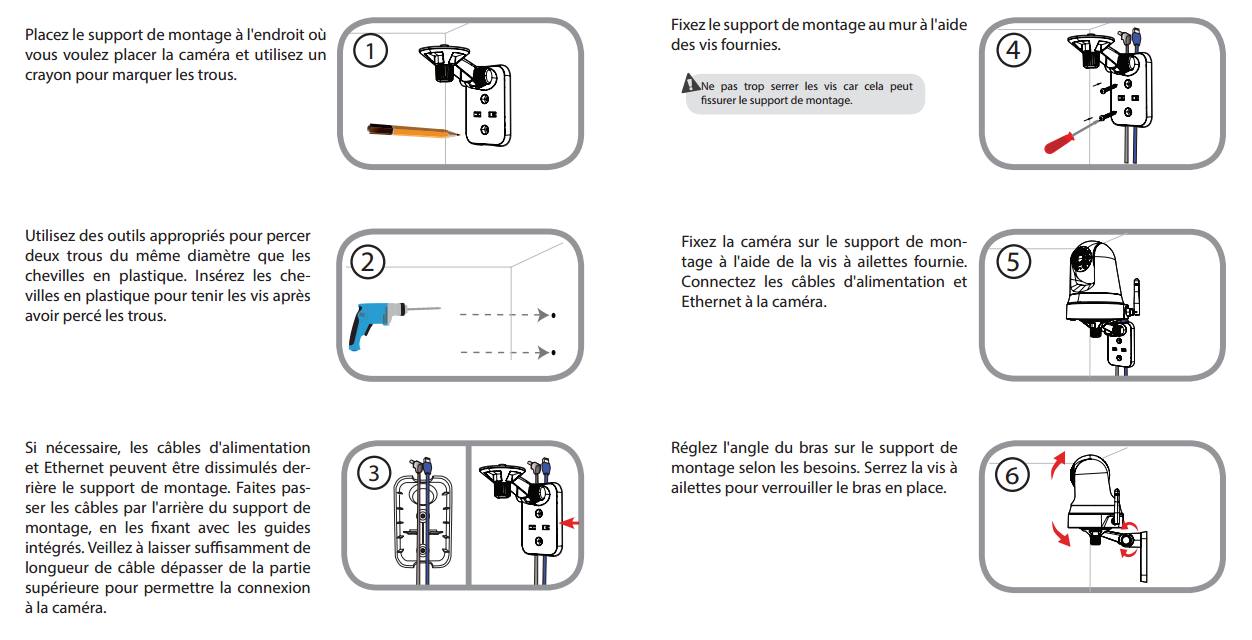 Placez le support de montage à l'endroit où
vous voulez placer la caméra et utilisez un
crayon pour marquer les trous.
1
Utilisez des outils appropriés pour percer
deux trous du même diamètre que les
chevilles en plastique. Insérez les che-
villes en plastique pour tenir les vis après
avoir percé les trous.
2
Si nécessaire, les câbles d'alimentation
et Ethernet peuvent être dissimulés der-
rière le support de montage. Faites pas-
ser les câbles par l'arrière du support de
montage, en les fixant avec les guides
intégrés. Veillez à laisser suffisamment de
longueur de câble dépasser de la partie
supérieure pour permettre la connexion
à la caméra.
3
Fixez le support de montage au mur à l'aide
des vis fournies.
Ne pas trop serrer les vis car cela peut
fissurer le support de montage.
4
Fixez la caméra sur le support de mon-
tage à l'aide de la vis à ailettes fournie.
Connectez les câbles d'alimentation et
Ethernet à la caméra.
5
Réglez l'angle du bras sur le support de
montage selon les besoins. Serrez la vis à
ailettes pour verrouiller le bras en place.
6